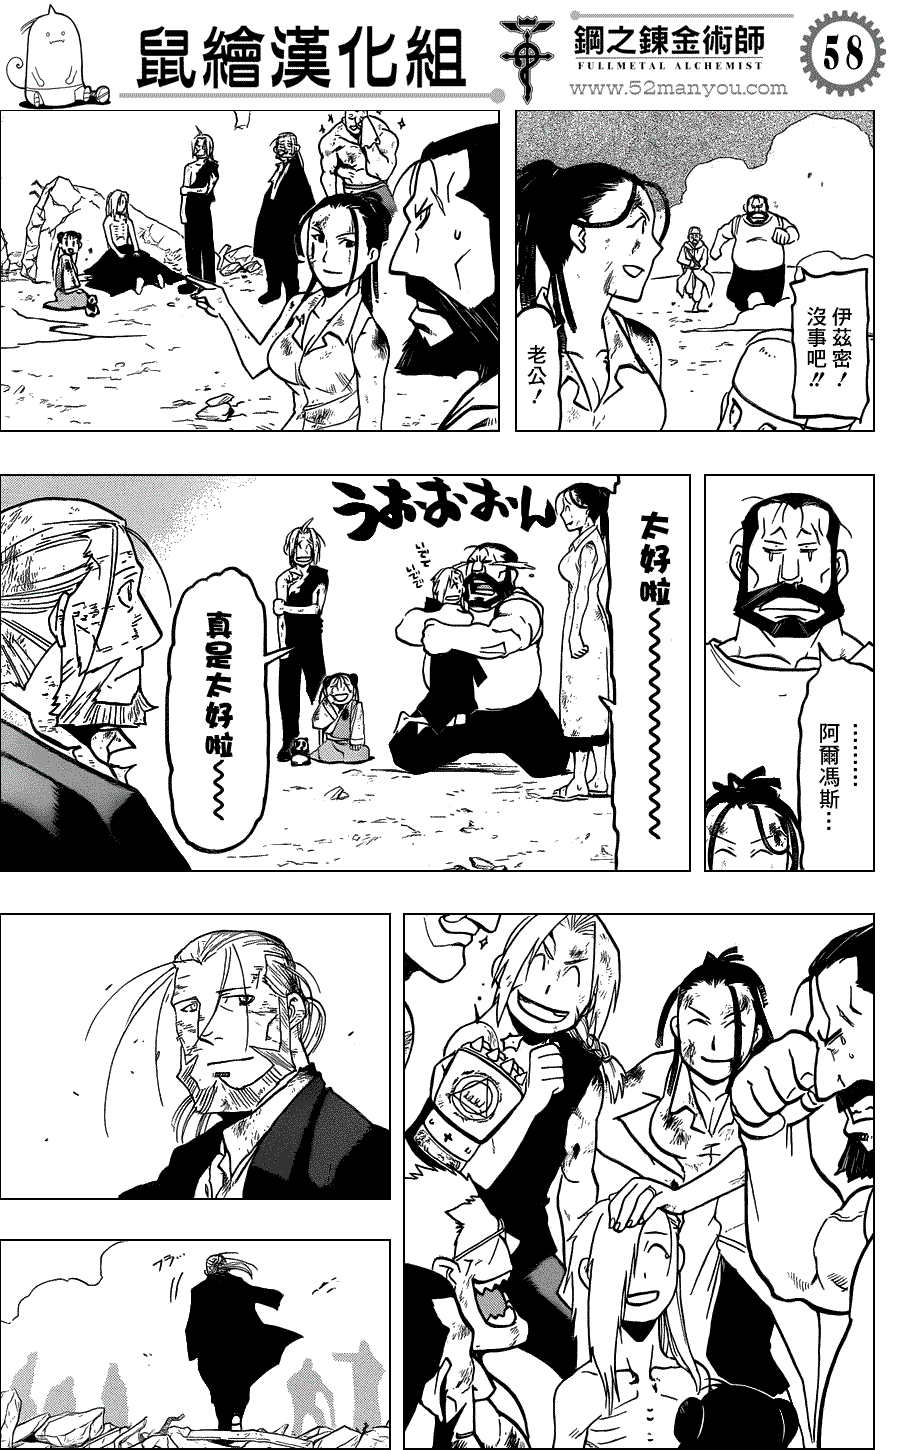 鼠繪漢化組
鋼之鍊金術師
FULLMETAL ALCHEMIST
www.52manyou.com
58
伊茲密！
沒事吧!!
老公！
………
阿爾馮斯…
太好啦～
うおおおん
真是太好啦～
フラ…